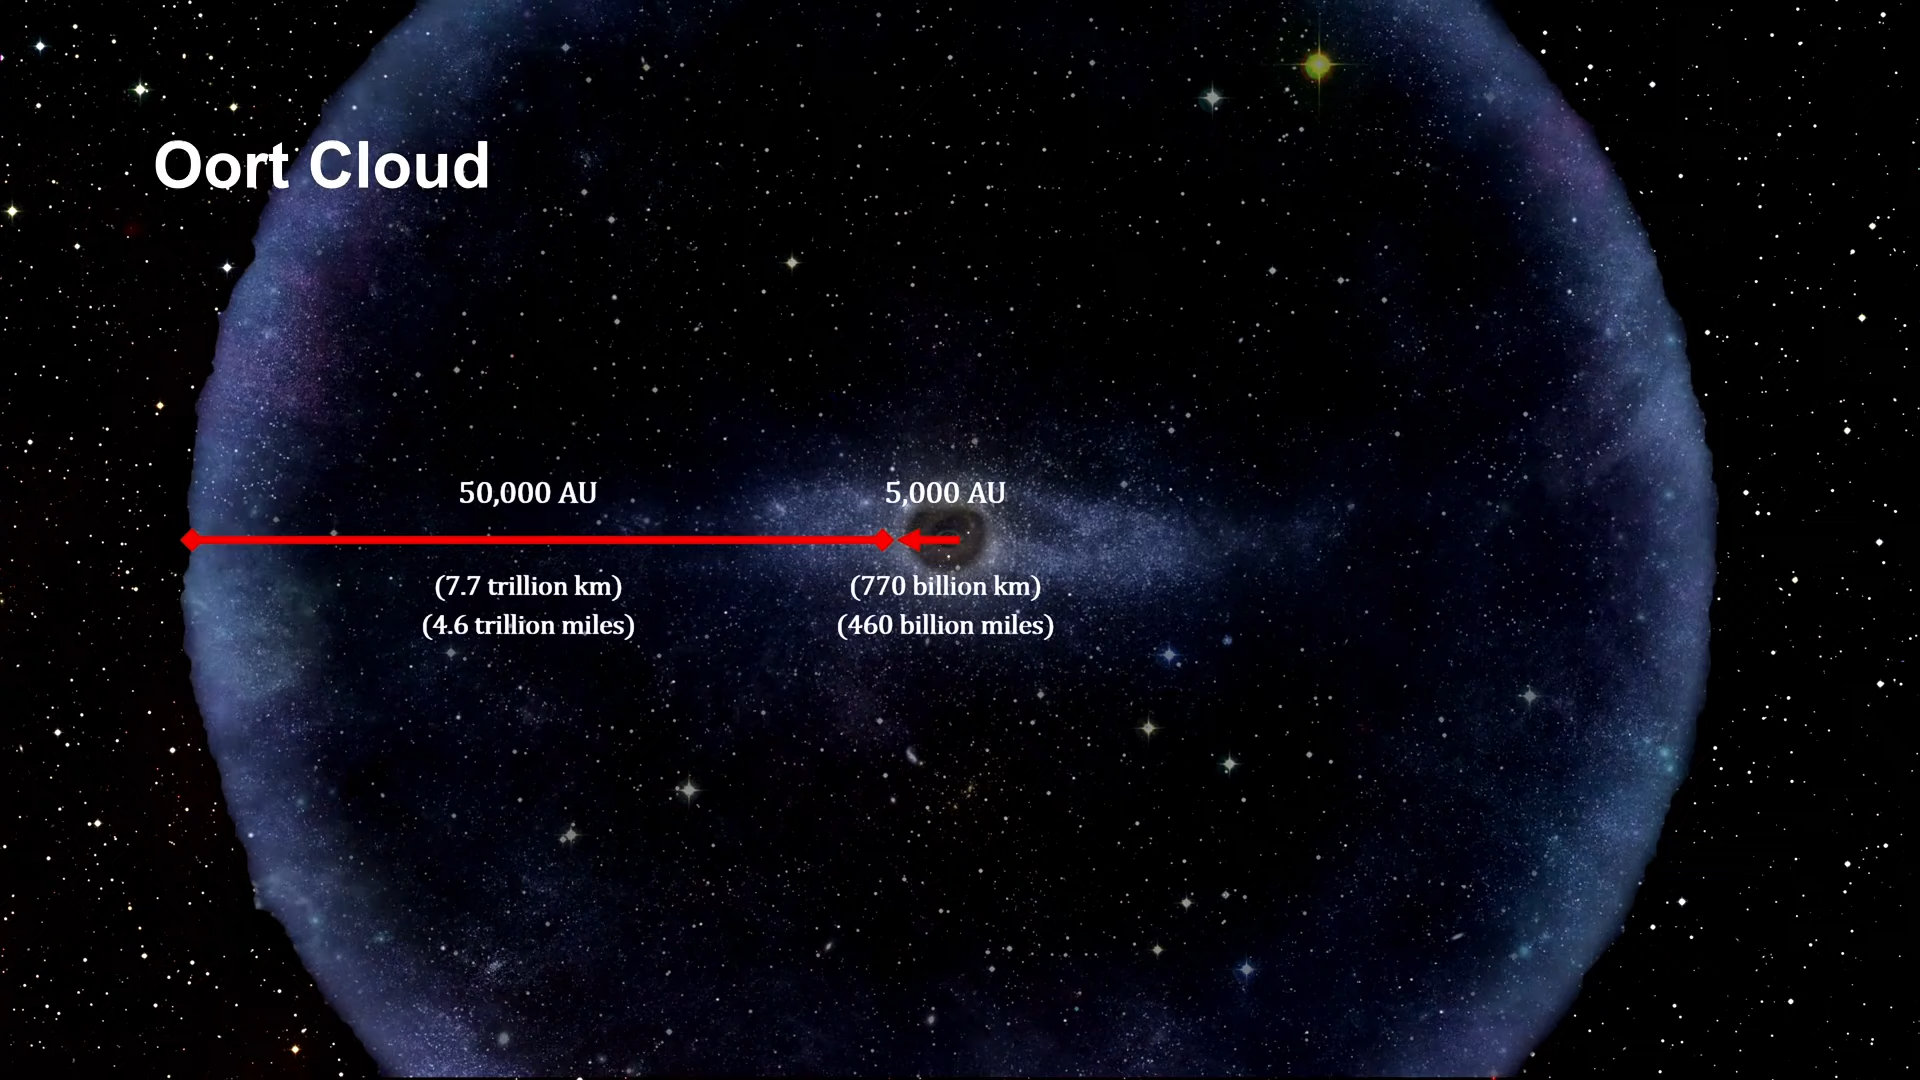 Oort Cloud
50,000 AU
5,000 AU
(7.7 trillion km)
(770 billion km)
(4.6 trillion miles)
(460 billion miles)